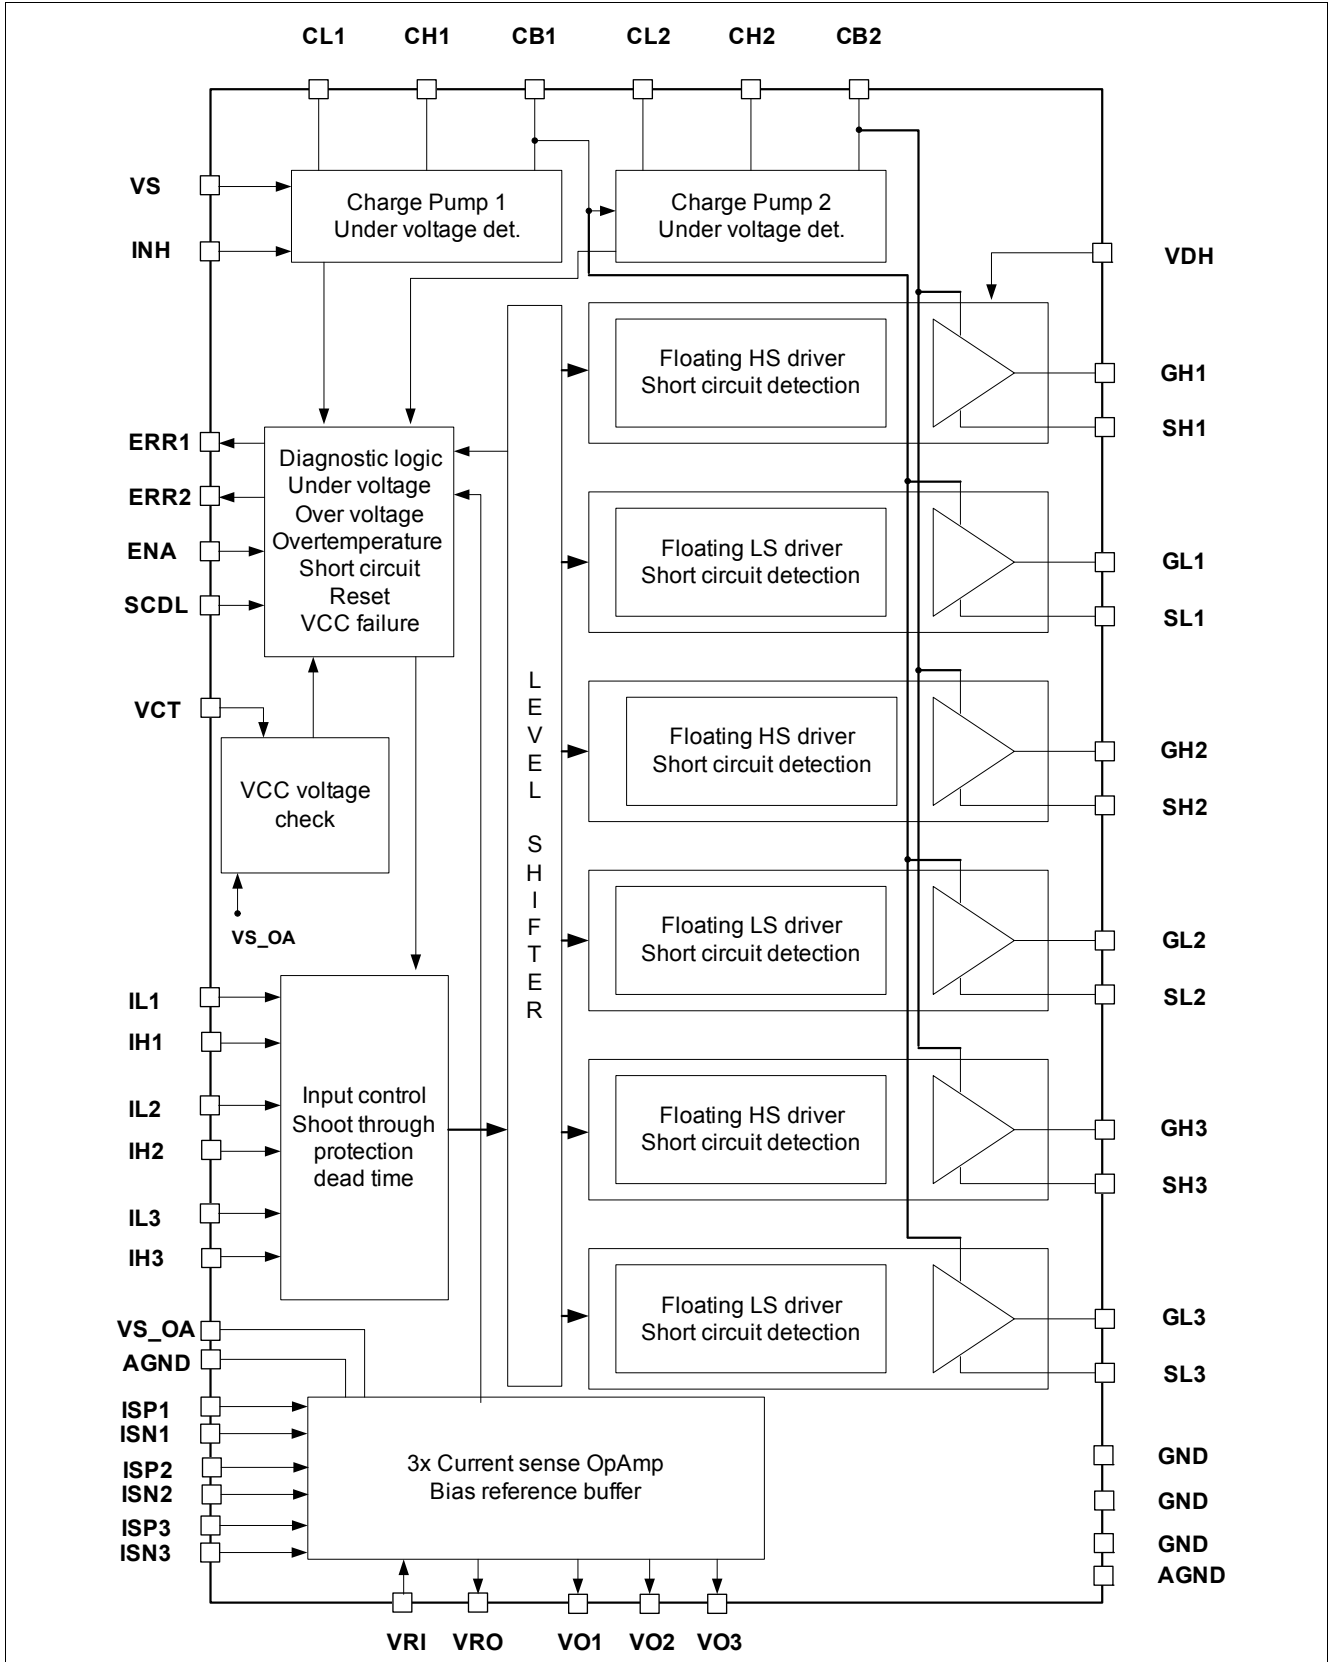 CL1 CH1 CB1 CL2 CH2 CB2
VS
INH
Charge Pump 1
Under voltage det.
Charge Pump 2
Under voltage det.
VDH
Floating HS driver
Short circuit detection
GH1
SH1
ERR1
ERR2
ENA
SCDL
Diagnostic logic
Under voltage
Over voltage
Overtemperature
Short circuit
Reset
VCC failure
Floating LS driver
Short circuit detection
GL1
SL1
VCT
VCC voltage
check
VS_OA
LEVEL SHIFTER
Floating HS driver
Short circuit detection
GH2
SH2
Floating LS driver
Short circuit detection
GL2
SL2
IL1
IH1
IL2
IH2
IL3
IH3
Input control
Shoot through
protection
dead time
Floating HS driver
Short circuit detection
GH3
SH3
Floating LS driver
Short circuit detection
GL3
SL3
VS_OA
AGND
ISP1
ISN1
ISP2
ISN2
ISP3
ISN3
3x Current sense OpAmp
Bias reference buffer
GND
GND
GND
AGND
VRI VRO VO1 VO2 VO3